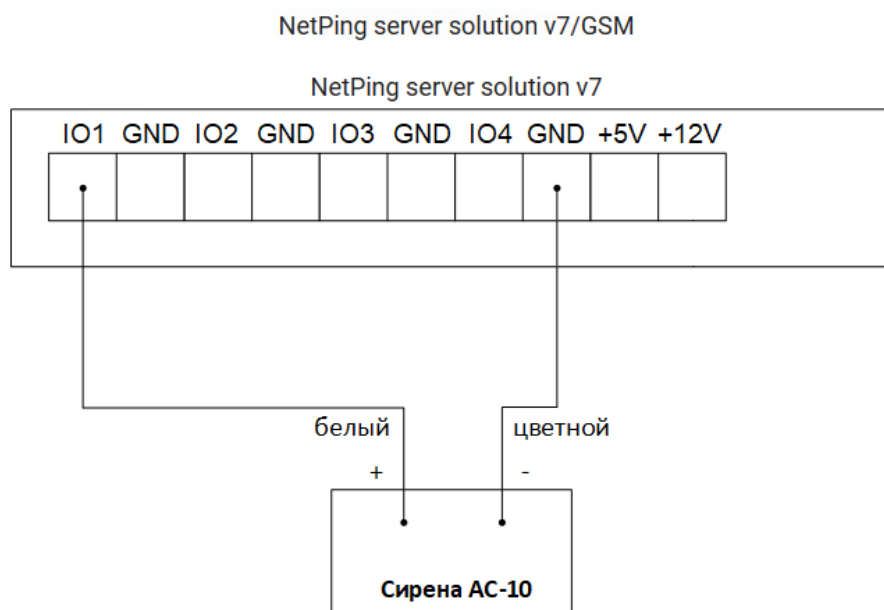 NetPing server solution v7/GSM
NetPing server solution v7
IO1 GND IO2 GND IO3 GND IO4 GND +5V +12V
белый цветной
+ -
Сирена АС-10